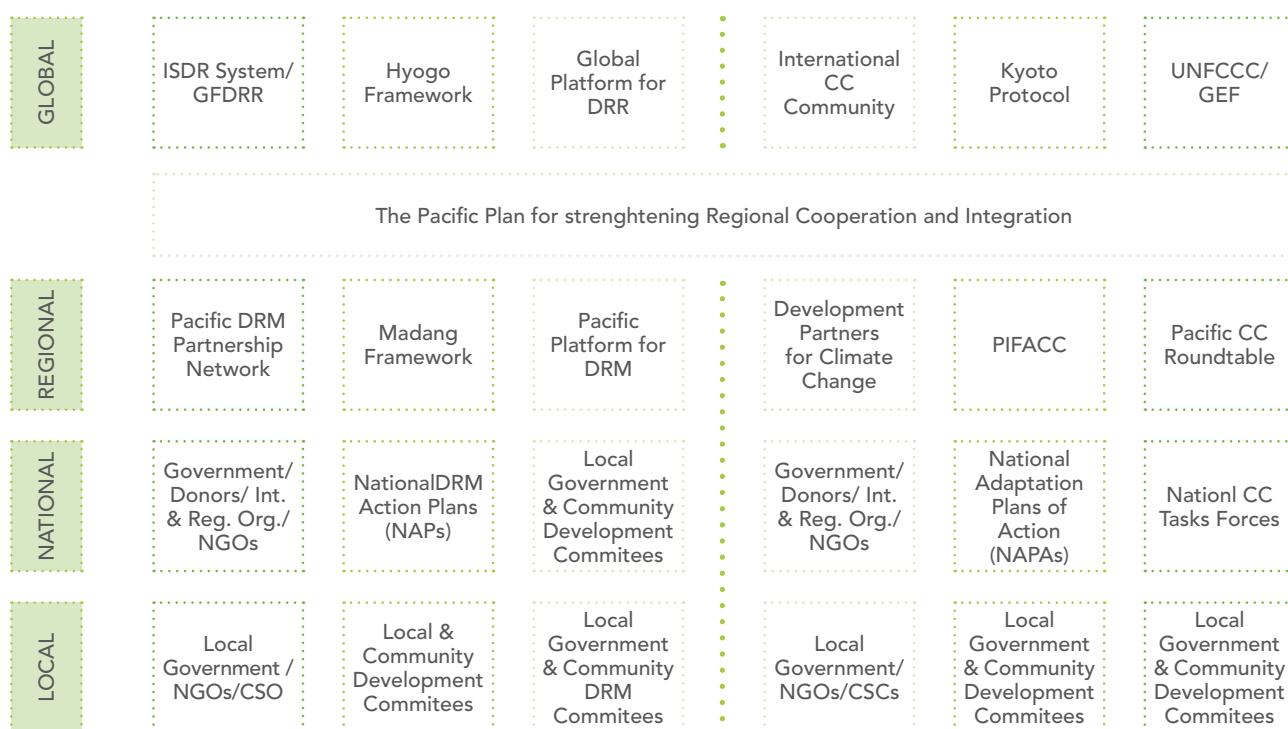 GLOBAL
ISDR System/
GFDRR
Hyogo
Framework
Global
Platform for
DRR
International
CC
Community
Kyoto
Protocol
UNFCCC/
GEF
The Pacific Plan for strenghtening Regional Cooperation and Integration
REGIONAL
Pacific DRM
Partnership
Network
Madang
Framework
Pacific
Platform for
DRM
Development
Partners
for Climate
Change
PIFACC
Pacific CC
Roundtable
NATIONAL
Government/
Donors/ Int.
& Reg. Org./
NGOs
NationalDRM
Action Plans
(NAPs)
Local
Government
& Community
Development
Commitees
Government/
Donors/ Int.
& Reg. Org./
NGOs
National
Adaptation
Plans of
Action
(NAPAs)
Nationl CC
Tasks Forces
LOCAL
Local
Government /
NGOs/CSO
Local &
Community
Development
Commitees
Local
Government
& Community
DRM
Commitees
Local
Government/
NGOs/CSCs
Local
Government
& Community
Development
Commitees
Local
Government
& Community
Development
Commitees